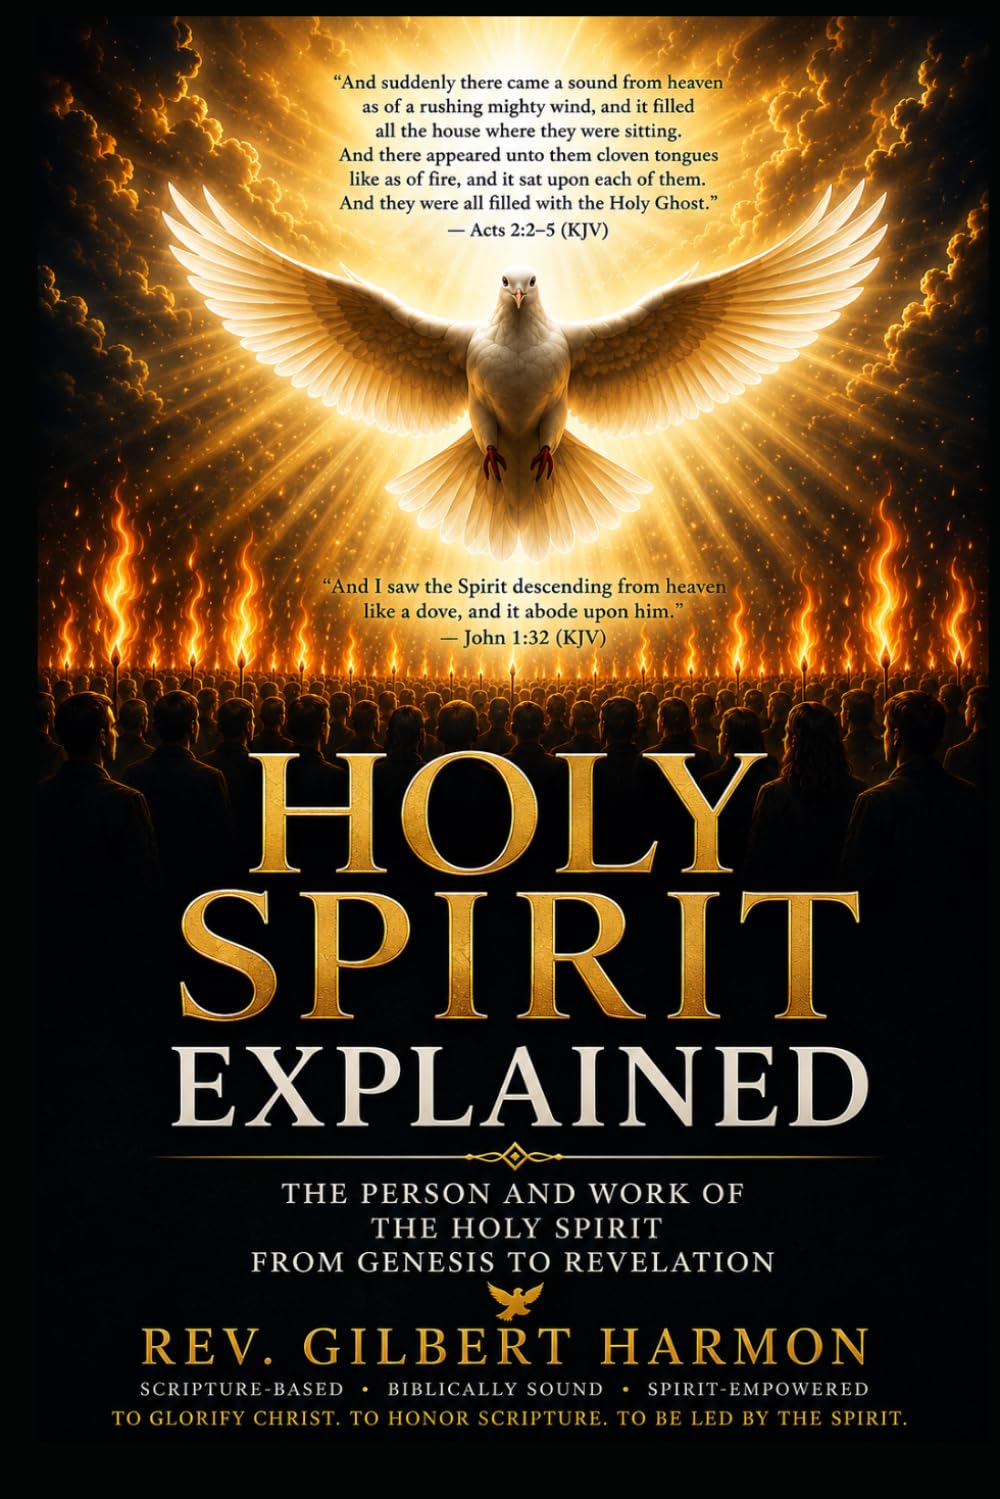 “And suddenly there came a sound from heaven
as of a rushing mighty wind, and it filled
all the house where they were sitting.
And there appeared unto them cloven tongues
like as of fire, and it sat upon each of them.
And they were all filled with the Holy Ghost.”
— Acts 2:2–5 (KJV)
“And I saw the Spirit descending from heaven
like a dove, and it abode upon him.”
— John 1:32 (KJV)
HOLY
SPIRIT
EXPLAINED
THE PERSON AND WORK OF
THE HOLY SPIRIT
FROM GENESIS TO REVELATION
REV. GILBERT HARMON
SCRIPTURE-BASED • BIBLICALLY SOUND • SPIRIT-EMPOWERED
TO GLORIFY CHRIST. TO HONOR SCRIPTURE. TO BE LED BY THE SPIRIT.